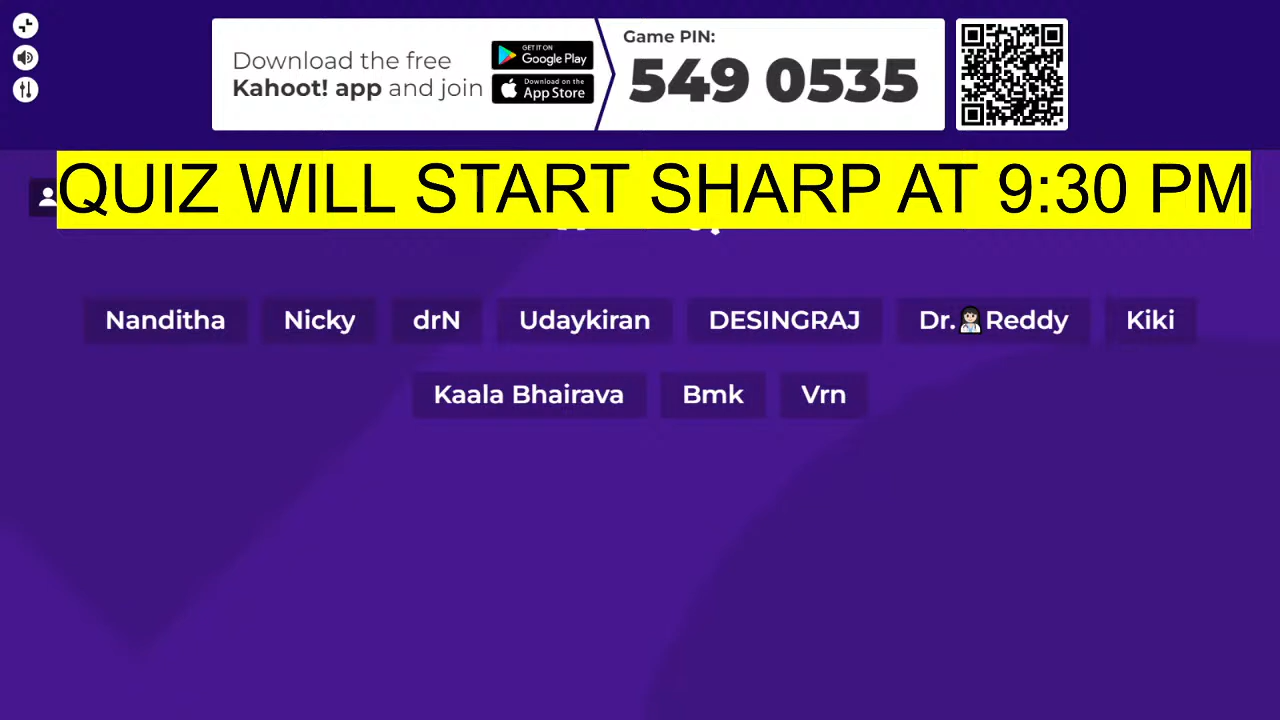 Download the free
Kahoot! app and join
GET IT ON
Google Play
Download on the
App Store
Game PIN:
549 0535
QUIZ WILL START SHARP AT 9:30 PM
Nanditha Nicky drN Udaykiran DESINGRAJ Dr.👩🏻‍⚕️Reddy Kiki
Kaala Bhairava Bmk Vrn